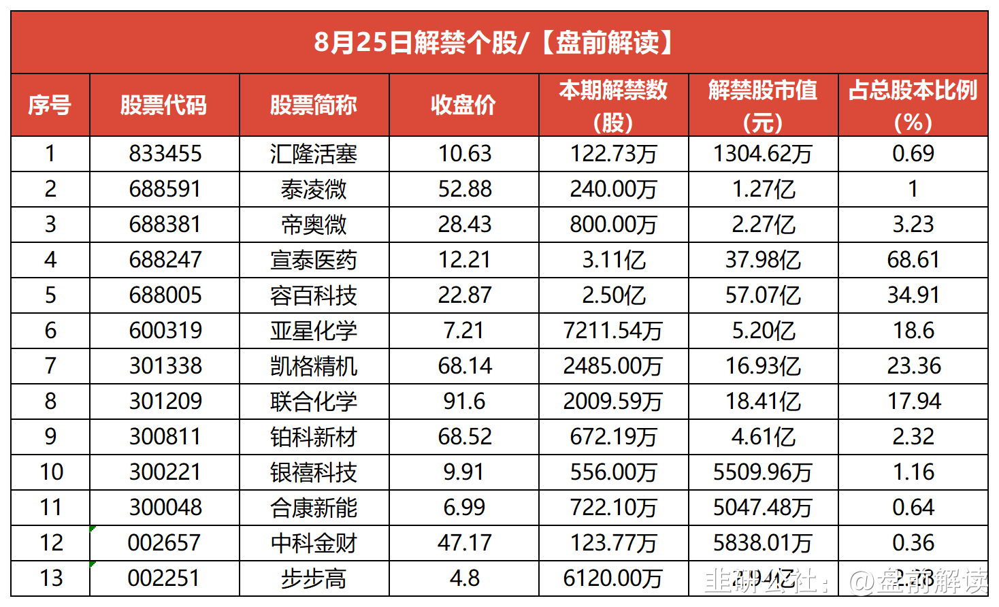 8月25日解禁个股/【盘前解读】
序号 股票代码 股票简称 收盘价 本期解禁数(股) 解禁股市值(元) 占总股本比例(%)
1 833455 汇隆活塞 10.63 122.73万 1304.62万 0.69
2 688591 泰凌微 52.88 240.00万 1.27亿 1
3 688381 帝奥微 28.43 800.00万 2.27亿 3.23
4 688247 宣泰医药 12.21 3.11亿 37.98亿 68.61
5 688005 容百科技 22.87 2.50亿 57.07亿 34.91
6 600319 亚星化学 7.21 7211.54万 5.20亿 18.6
7 301338 凯格精机 68.14 2485.00万 16.93亿 23.36
8 301209 联合化学 91.6 2009.59万 18.41亿 17.94
9 300811 铂科新材 68.52 672.19万 4.61亿 2.32
10 300221 银禧科技 9.91 556.00万 5509.96万 1.16
11 300048 合康新能 6.99 722.10万 5047.48万 0.64
12 002657 中科金财 47.17 123.77万 5838.01万 0.36
13 002251 步步高 4.8 6120.00万 2.94亿 2.28
韭研公社：@盘前解读